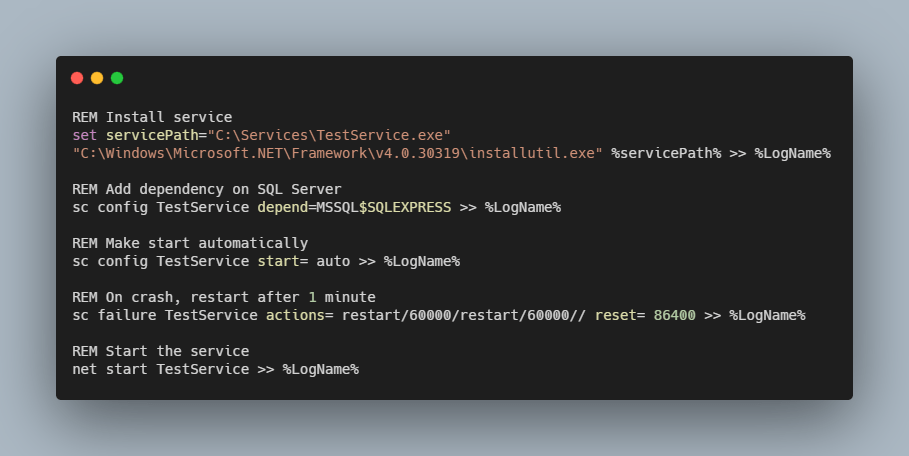 REM Install service
set servicePath="C:\Services\TestService.exe"
"C:\Windows\Microsoft.NET\Framework\v4.0.30319\installutil.exe" %servicePath% >> %LogName%
REM Add dependency on SQL Server
sc config TestService depend=MSSQL$SQLEXPRESS >> %LogName%
REM Make start automatically
sc config TestService start= auto >> %LogName%
REM On crash, restart after 1 minute
sc failure TestService actions= restart/60000/restart/60000// reset= 86400 >> %LogName%
REM Start the service
net start TestService >> %LogName%